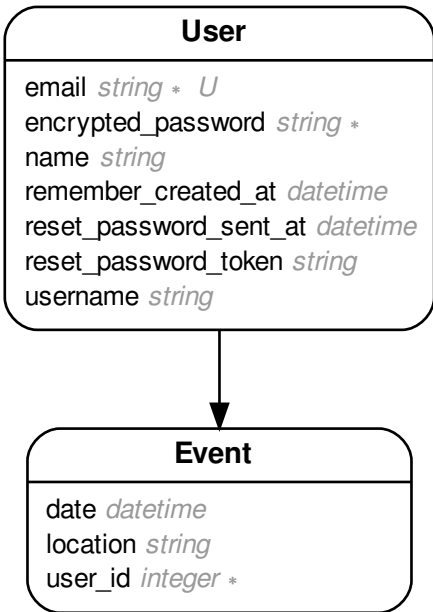 User
email string * U
encrypted_password string *
name string
remember_created_at datetime
reset_password_sent_at datetime
reset_password_token string
username string
Event
date datetime
location string
user_id integer *